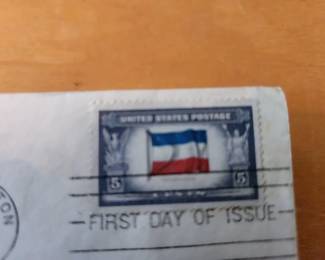 UNITED STATES POSTAGE
5 5
FIRST DAY OF ISSUE